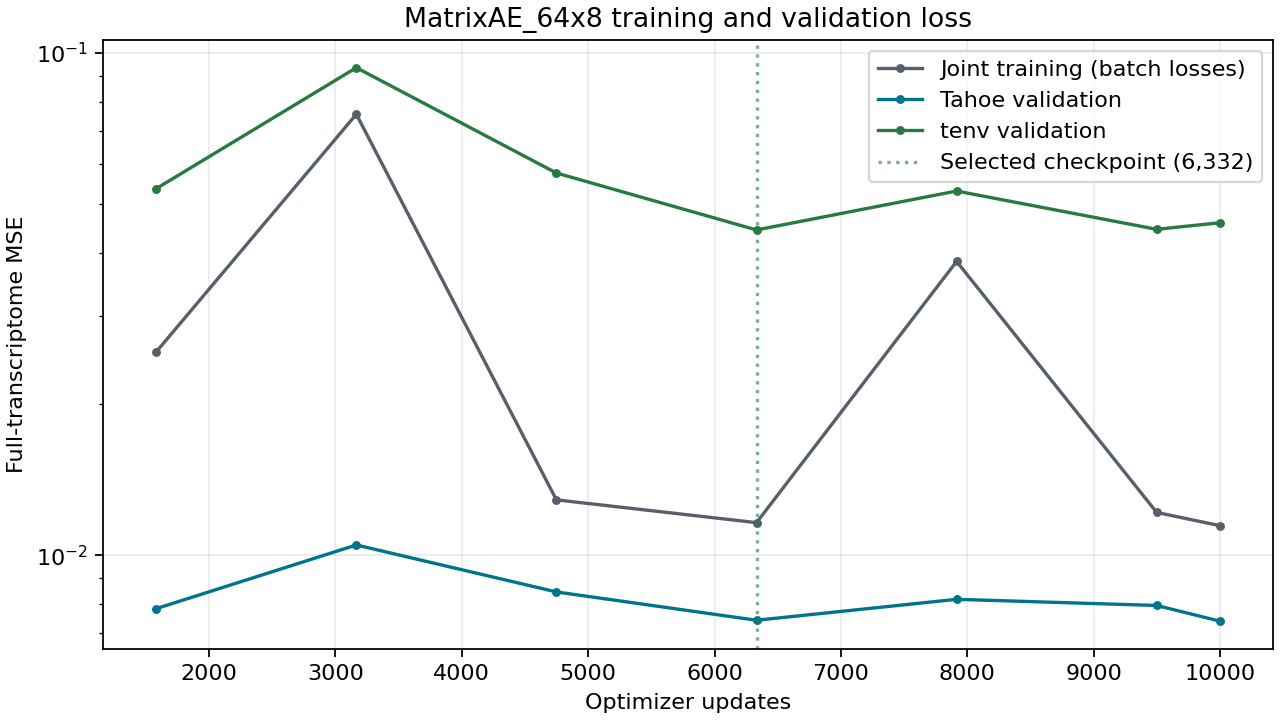 MatrixAE_64x8 training and validation loss
Full-transcriptome MSE
10⁻¹
10⁻²
Joint training (batch losses)
Tahoe validation
tenv validation
Selected checkpoint (6,332)
2000 3000 4000 5000 6000 7000 8000 9000 10000
Optimizer updates